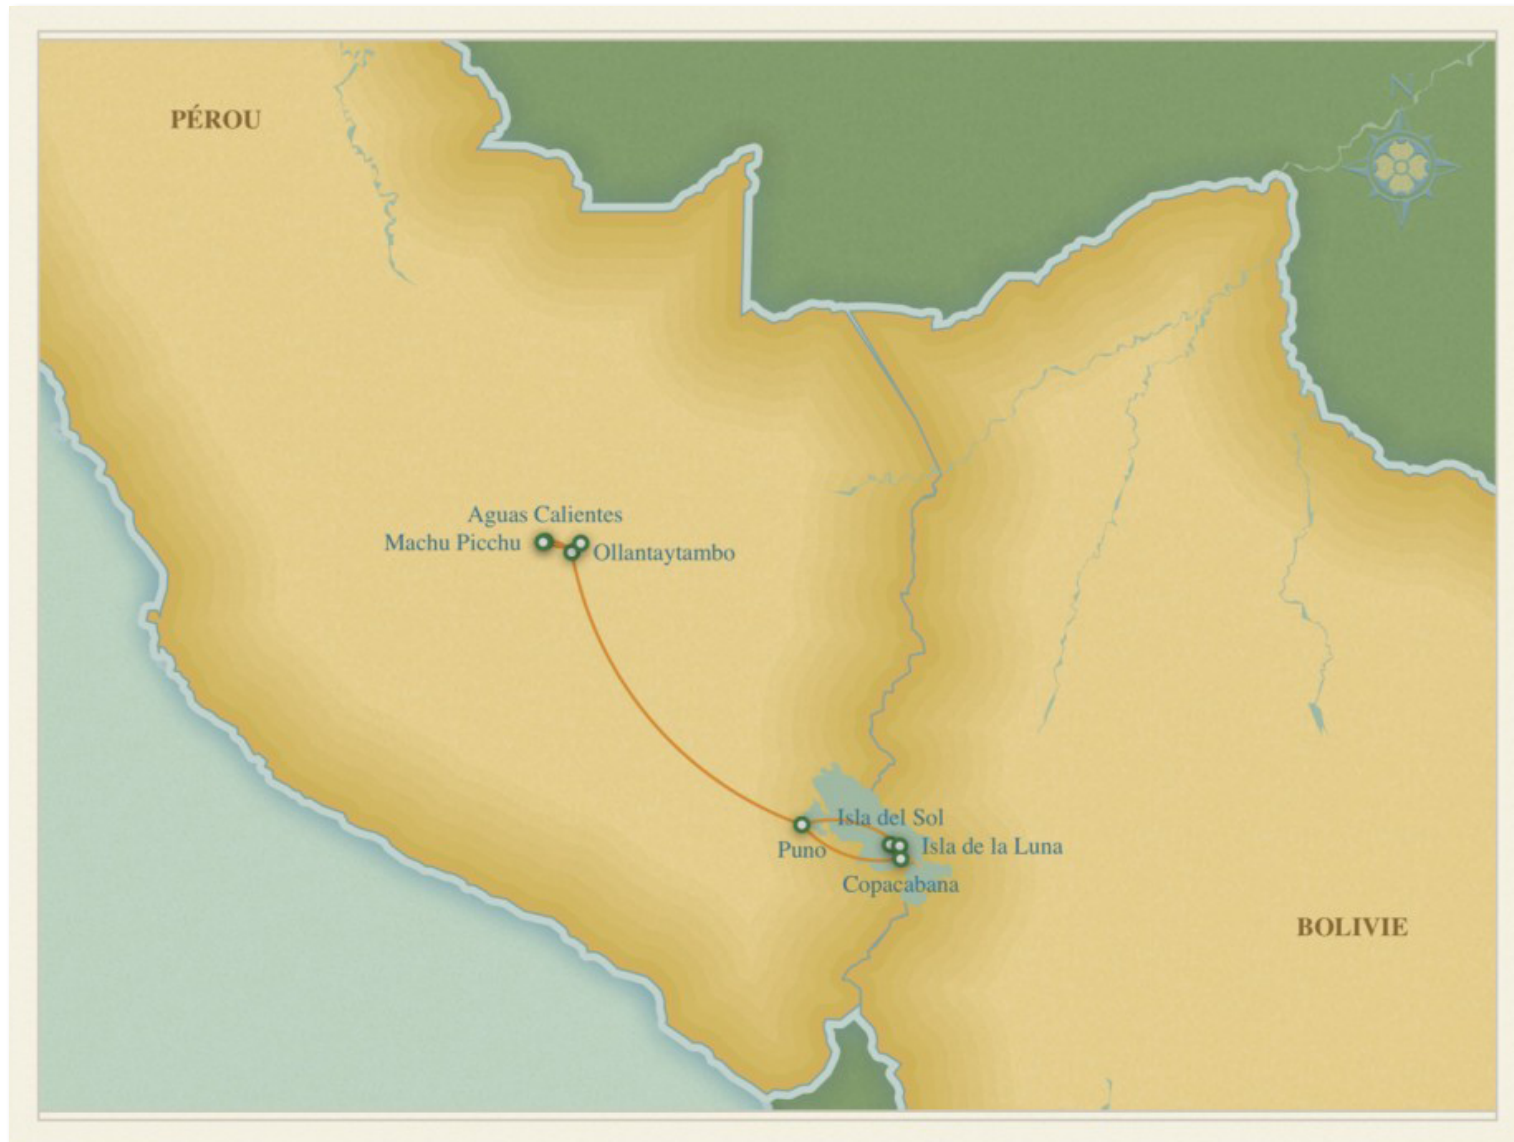 N
PÉROU
Aguas Calientes
Machu Picchu
Ollantaytambo
Isla del Sol
Isla de la Luna
Puno
Copacabana
BOLIVIE